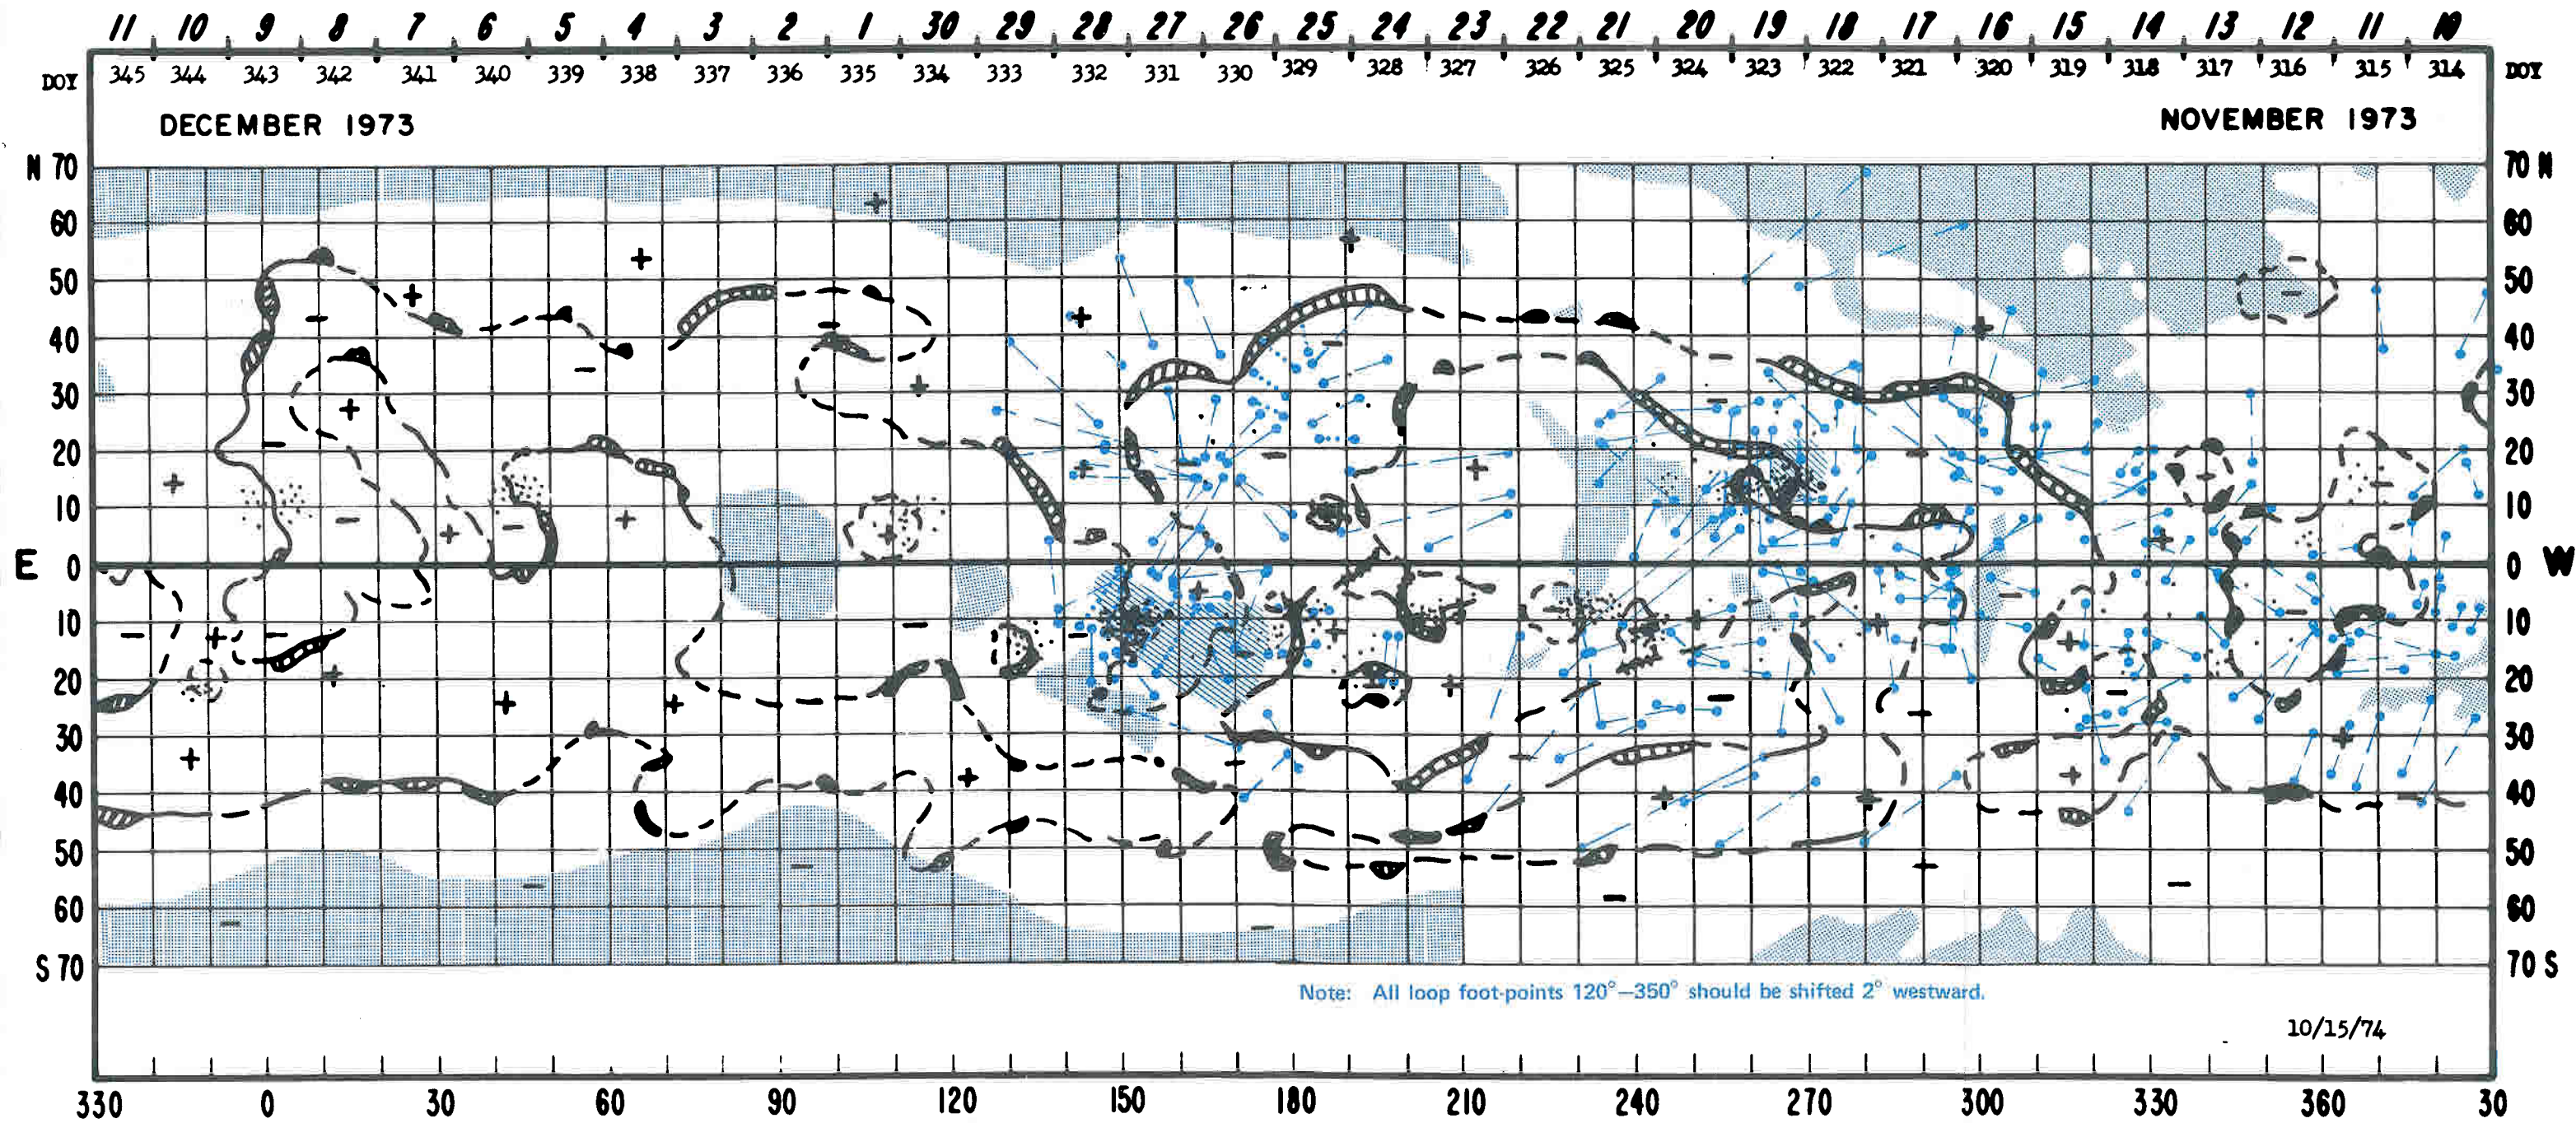 11 10 9 8 7 6 5 4 3 2 1 30 29 28 27 26 25 24 23 22 21 20 19 18 17 16 15 14 13 12 11 10
DOY 345 344 343 342 341 340 339 338 337 336 335 334 333 332 331 330 329 328 327 326 325 324 323 322 321 320 319 318 317 316 315 314 DOY
DECEMBER 1973 NOVEMBER 1973
N 70 70 N
60 60
50 50
40 40
30 30
20 20
10 10
E 0 0 W
10 10
20 20
30 30
40 40
50 50
60 60
S 70 70 S
Note: All loop foot-points 120°–350° should be shifted 2° westward.
10/15/74
330 0 30 60 90 120 150 180 210 240 270 300 330 360 30